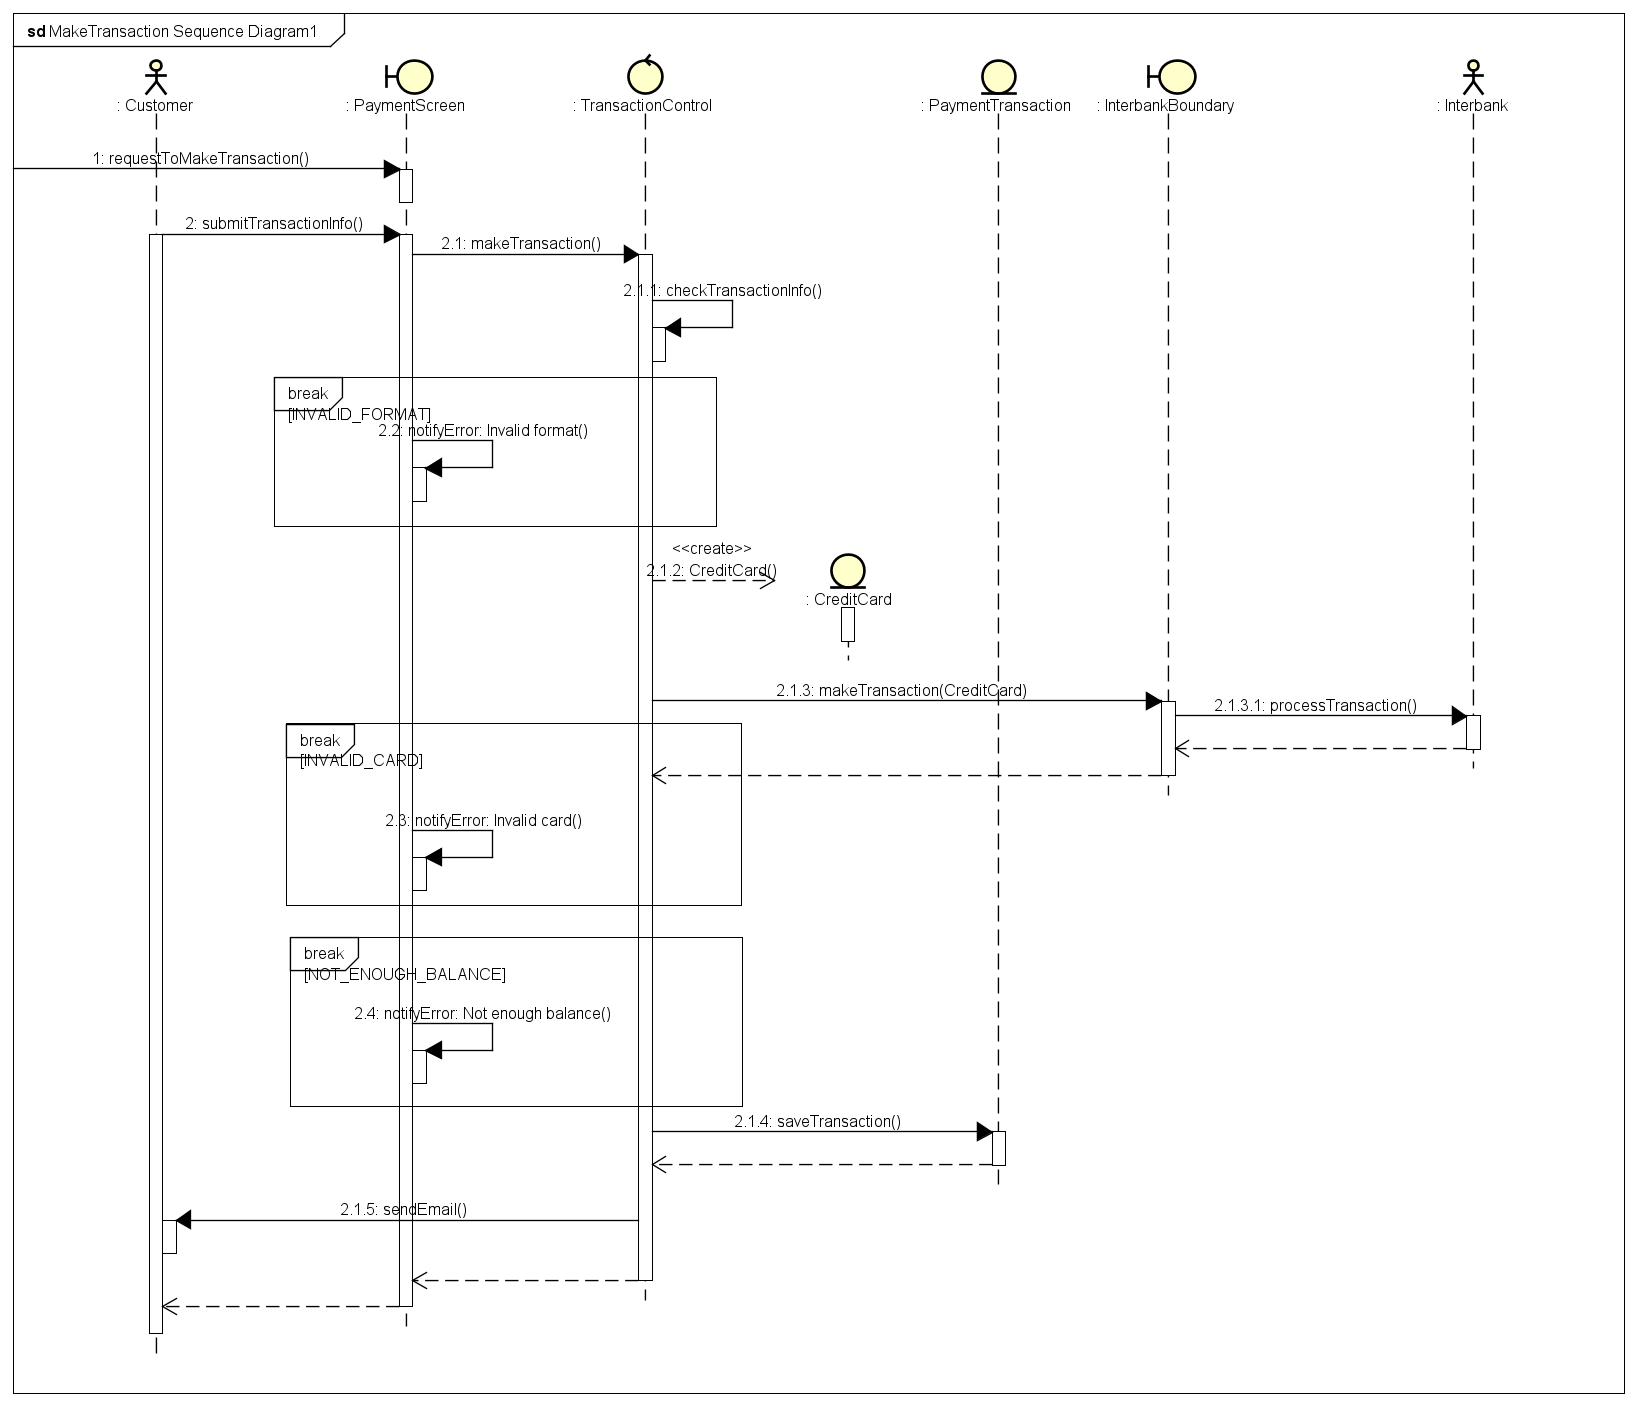 sd MakeTransaction Sequence Diagram1
: Customer
: PaymentScreen
: TransactionControl
: PaymentTransaction
: InterbankBoundary
: Interbank
1: requestToMakeTransaction()
2: submitTransactionInfo()
2.1: makeTransaction()
2.1.1: checkTransactionInfo()
break
[INVALID_FORMAT]
2.2: notifyError: Invalid format()
<<create>>
2.1.2: CreditCard()
: CreditCard
2.1.3: makeTransaction(CreditCard)
2.1.3.1: processTransaction()
break
[INVALID_CARD]
2.3: notifyError: Invalid card()
break
[NOT_ENOUGH_BALANCE]
2.4: notifyError: Not enough balance()
2.1.4: saveTransaction()
2.1.5: sendEmail()